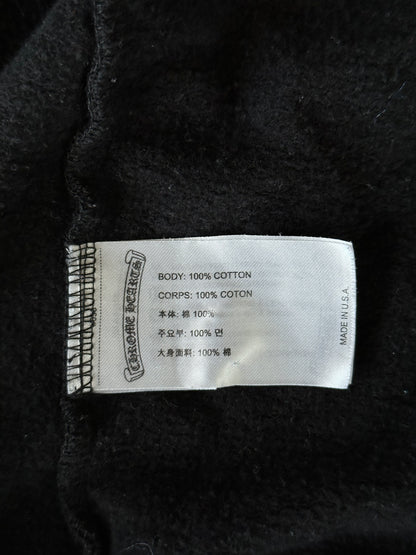 CHROME HEARTS
BODY: 100% COTTON
CORPS: 100% COTON
本体: 棉 100%
주요부: 100% 면
大身面料: 100% 棉
MADE IN U.S.A.